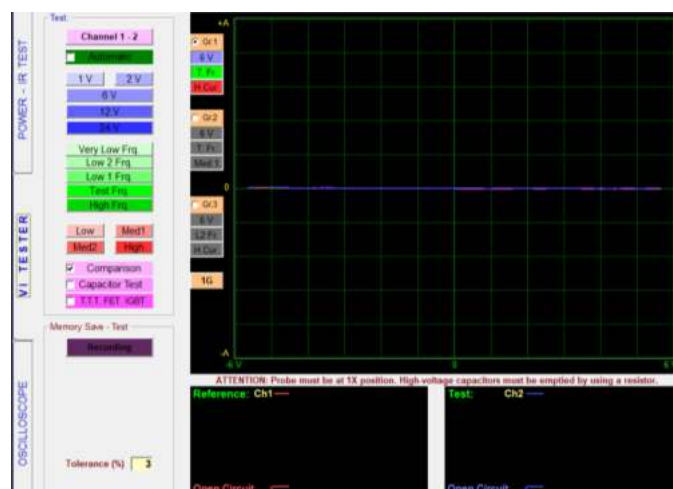 Test
Channel 1 - 2
Automatic
1 V
2 V
6 V
12 V
24 V
Very Low Frq
Low 2 Frq
Low 1 Frq
Test Frq
High Frq
Low
Med1
Med2
High
Comparison
Capacitor Test
T.T.T. FET IGBT
Memory Save - Test
Recording
Tolerance (%) 3
POWER - IR TEST
VI TESTER
OSCILLOSCOPE
+A
Gr.1
6 V
T. Fr.
H.Cur
Gr.2
6 V
T. Fr.
Med.1
0
Gr.3
6 V
L2 Fr.
H.Cur
1G
-A
-6 V
0
6 V
ATTENTION: Probe must be at 1X position. High-voltage capacitors must be emptied by using a resistor.
Reference: Ch1
Open Circuit
Test: Ch2
Open Circuit